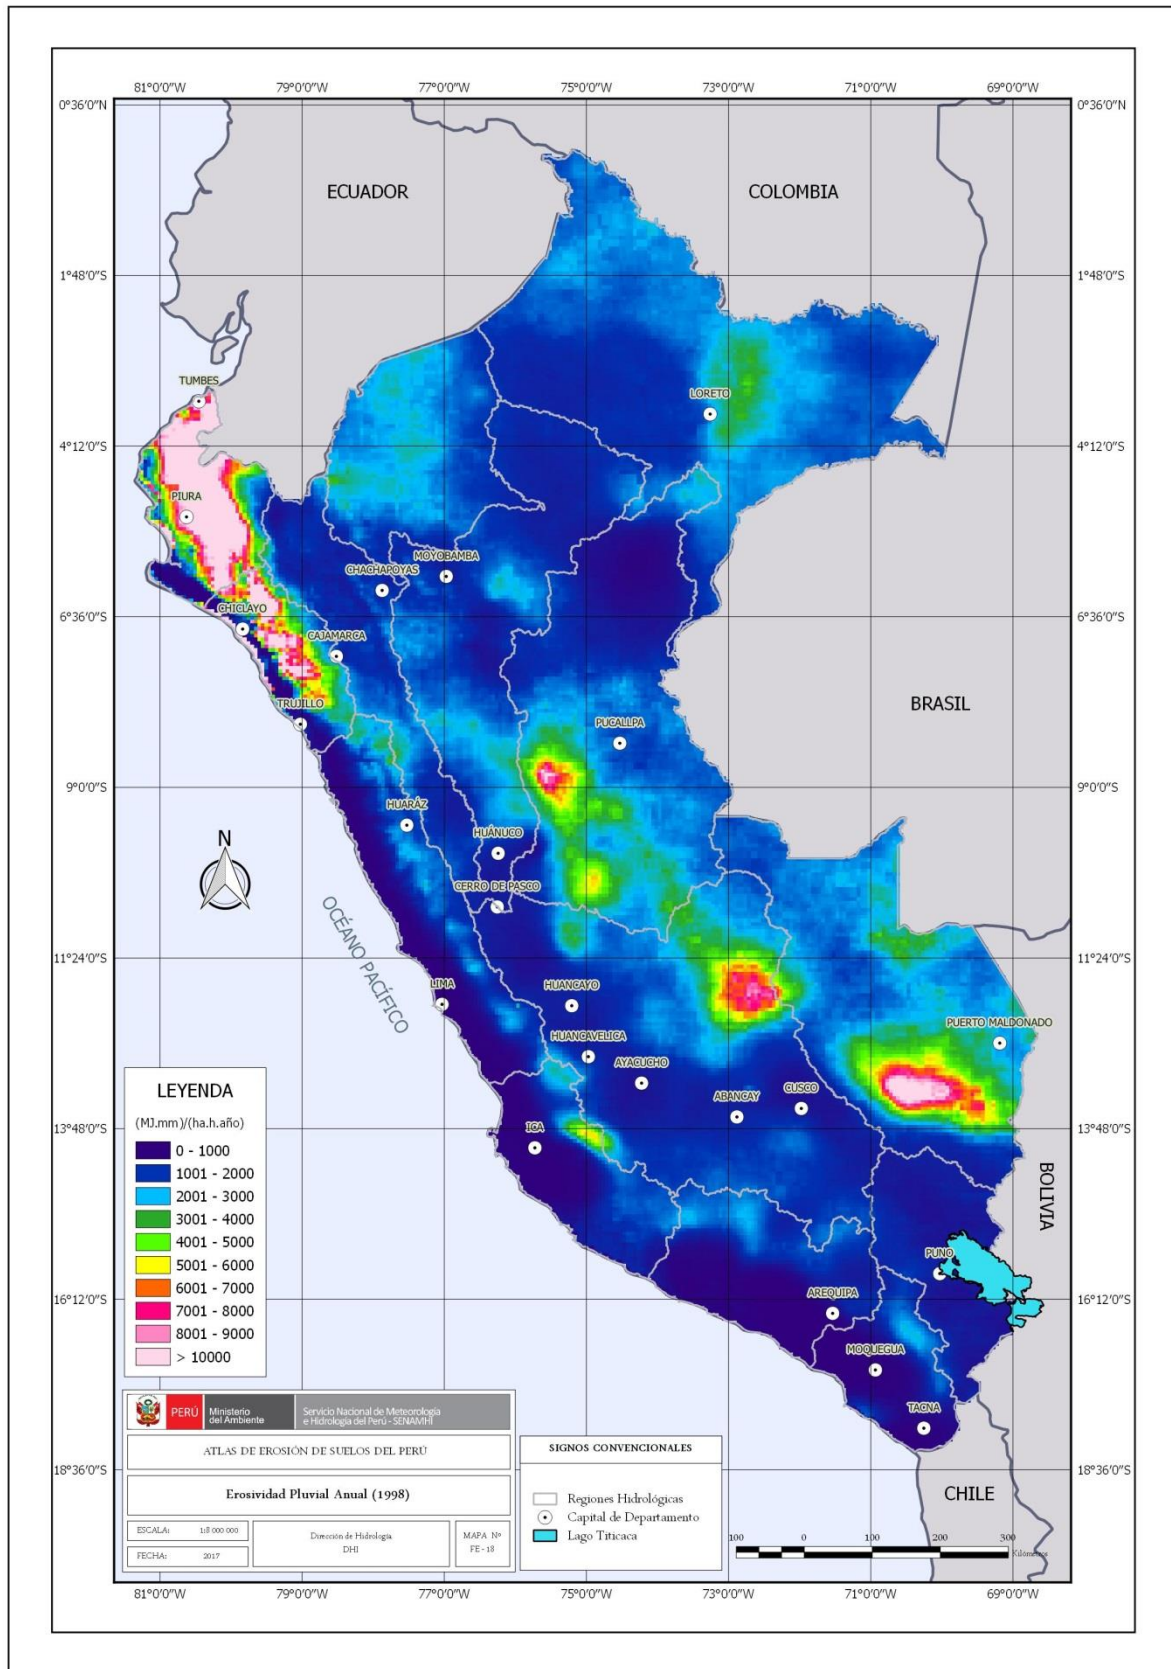 81°0'0"W 79°0'0"W 77°0'0"W 75°0'0"W 73°0'0"W 71°0'0"W 69°0'0"W
0°36'0"N 0°36'0"N
ECUADOR
COLOMBIA
1°48'0"S 1°48'0"S
TUMBES
LORETO
4°12'0"S 4°12'0"S
PIURA
MOYOBAMBA
CHACHAPOYAS
6°36'0"S 6°36'0"S
CHICLAYO
CAJAMARCA
BRASIL
TRUJILLO
PUCALLPA
9°0'0"S 9°0'0"S
HUARÁZ
HUÁNUCO
N
CERRO DE PASCO
OCÉANO PACÍFICO
11°24'0"S 11°24'0"S
LIMA
HUANCAYO
PUERTO MALDONADO
HUANCAVELICA
AYACUCHO
ABANCAY
CUSCO
13°48'0"S 13°48'0"S
ICA
BOLIVIA
PUNO
16°12'0"S 16°12'0"S
AREQUIPA
MOQUEGUA
TACNA
18°36'0"S 18°36'0"S
CHILE
LEYENDA
(MJ.mm)/(ha.h.año)
0 - 1000
1001 - 2000
2001 - 3000
3001 - 4000
4001 - 5000
5001 - 6000
6001 - 7000
7001 - 8000
8001 - 9000
> 10000
PERÚ
Ministerio
del Ambiente
Servicio Nacional de Meteorología
e Hidrología del Perú - SENAMHI
ATLAS DE EROSIÓN DE SUELOS DEL PERÚ
Erosividad Pluvial Anual (1998)
ESCALA: 1:8 000 000
FECHA: 2017
Dirección de Hidrología
DHI
MAPA Nº
FE - 18
SIGNOS CONVENCIONALES
Regiones Hidrológicas
Capital de Departamento
Lago Titicaca
100 0 100 200 300
Kilómetros
81°0'0"W 79°0'0"W 77°0'0"W 75°0'0"W 73°0'0"W 71°0'0"W 69°0'0"W